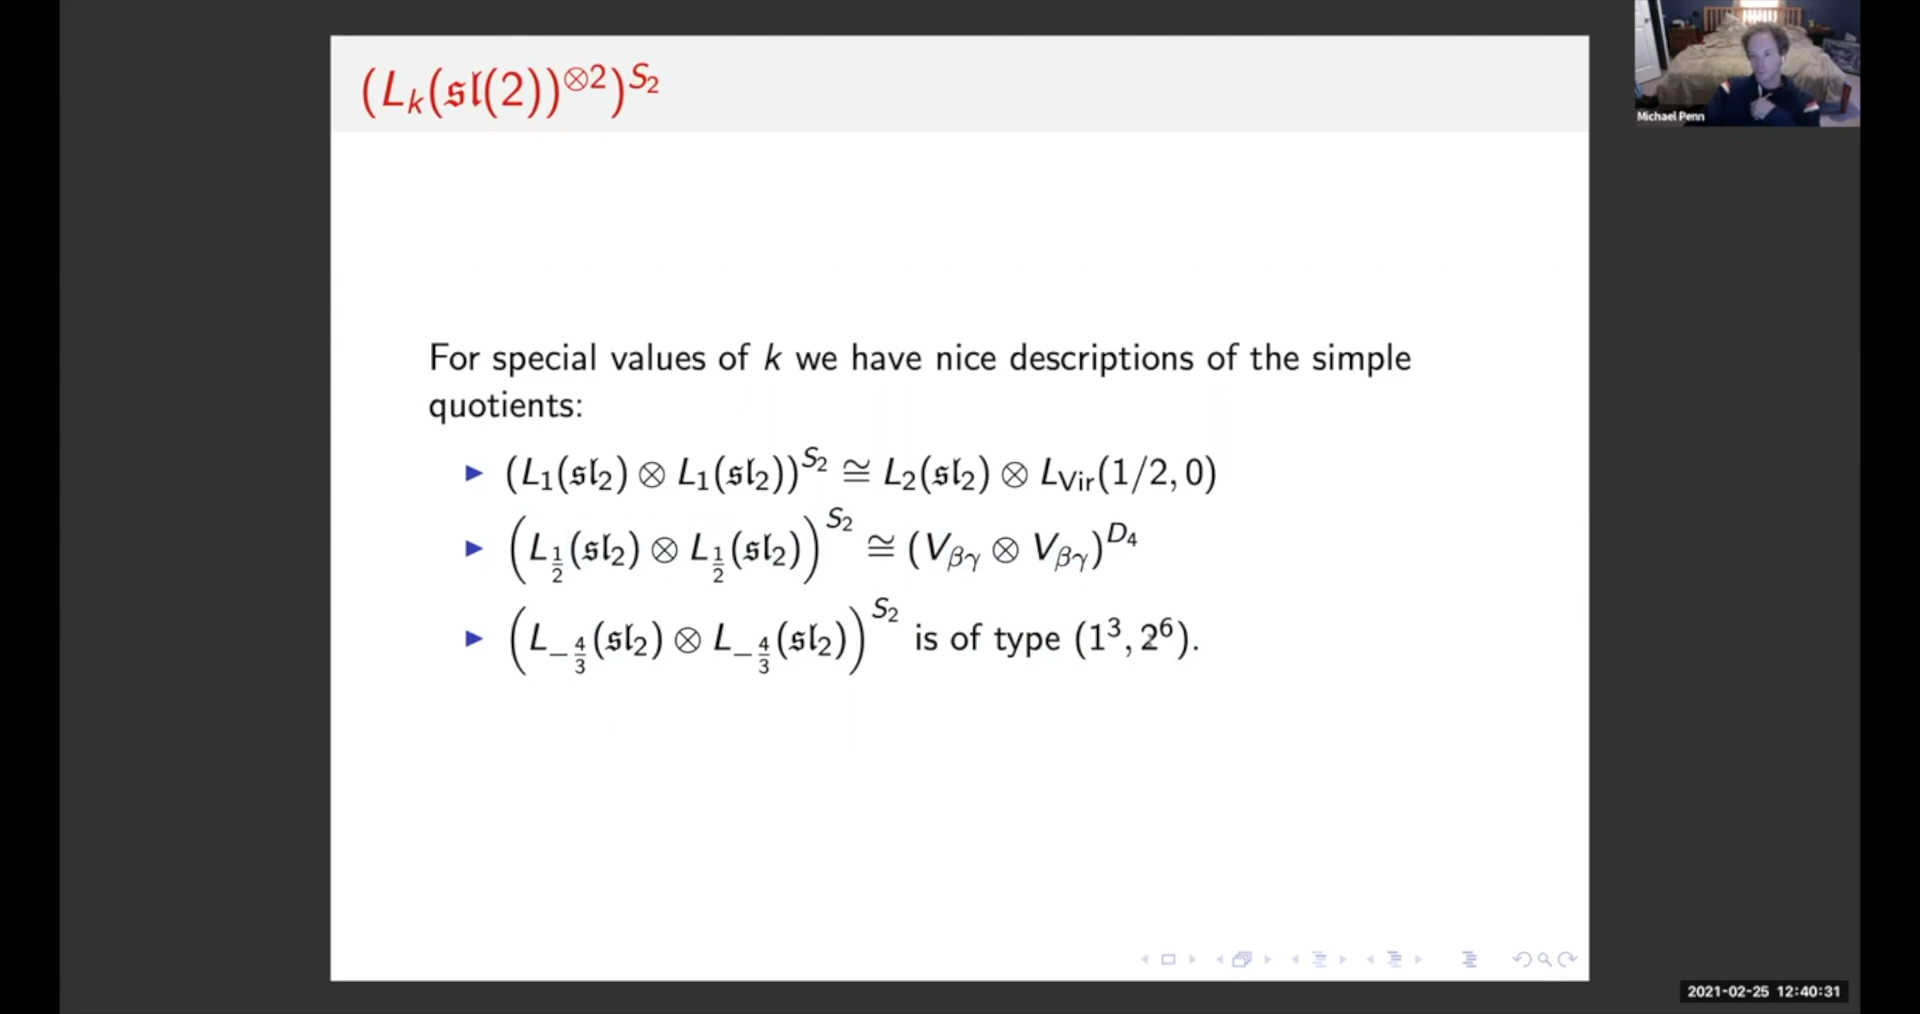 (L_k(𝔰𝔩(2))^{⊗2})^{S_2}
Michael Penn
For special values of k we have nice descriptions of the simple
quotients:
▶ (L_1(𝔰𝔩_2) ⊗ L_1(𝔰𝔩_2))^{S_2} ≅ L_2(𝔰𝔩_2) ⊗ L_{Vir}(1/2, 0)
▶ (L_{1/2}(𝔰𝔩_2) ⊗ L_{1/2}(𝔰𝔩_2))^{S_2} ≅ (V_{βγ} ⊗ V_{βγ})^{D_4}
▶ (L_{-4/3}(𝔰𝔩_2) ⊗ L_{-4/3}(𝔰𝔩_2))^{S_2} is of type (1^3, 2^6).
2021-02-25 12:40:31